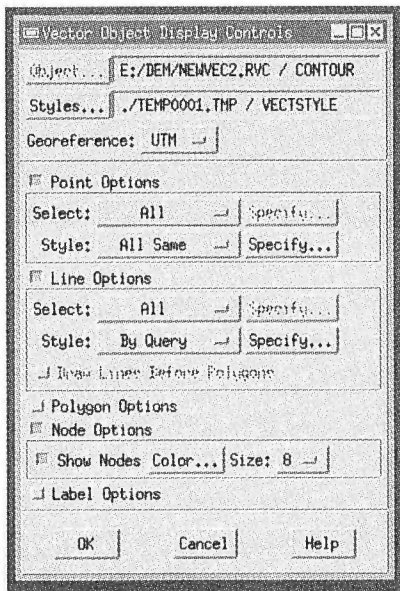 Vector Object Display Controls
Object... E:/DEM/NEWVEC2.RVC / CONTOUR
Styles... ./TEMP0001.TMP / VECTSTYLE
Georeference: UTM
Point Options
Select: All Specify...
Style: All Same Specify...
Line Options
Select: All Specify...
Style: By Query Specify...
Draw Lines Before Polygons
Polygon Options
Node Options
Show Nodes Color... Size: 8
Label Options
OK Cancel Help